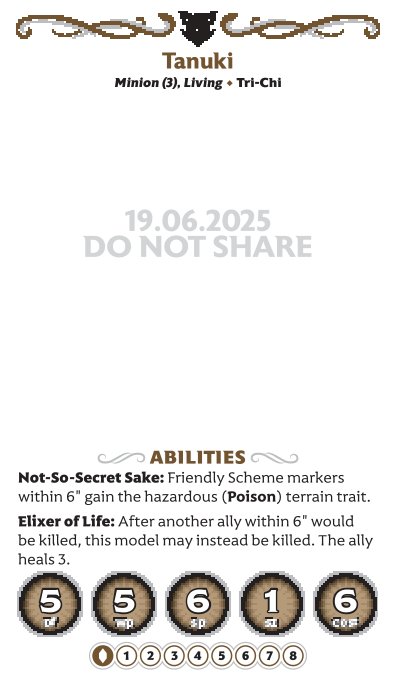 Tanuki
Minion (3), Living ⬥ Tri-Chi
19.06.2025
DO NOT SHARE
ABILITIES
Not-So-Secret Sake: Friendly Scheme markers
within 6" gain the hazardous (Poison) terrain trait.
Elixer of Life: After another ally within 6" would
be killed, this model may instead be killed. The ally
heals 3.
5 5 6 1 6
Df Wp Sp Sz Cost
1 2 3 4 5 6 7 8